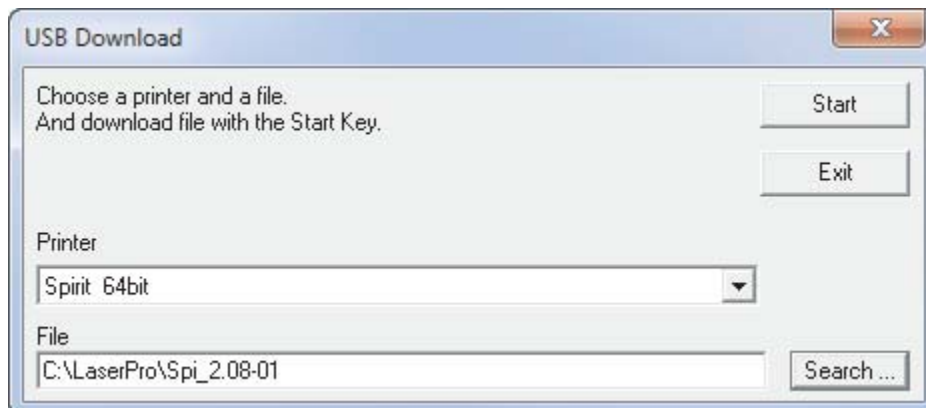 USB Download
Choose a printer and a file.
And download file with the Start Key.
Start
Exit
Printer
Spirit 64bit
File
C:\LaserPro\Spi_2.08-01
Search ...